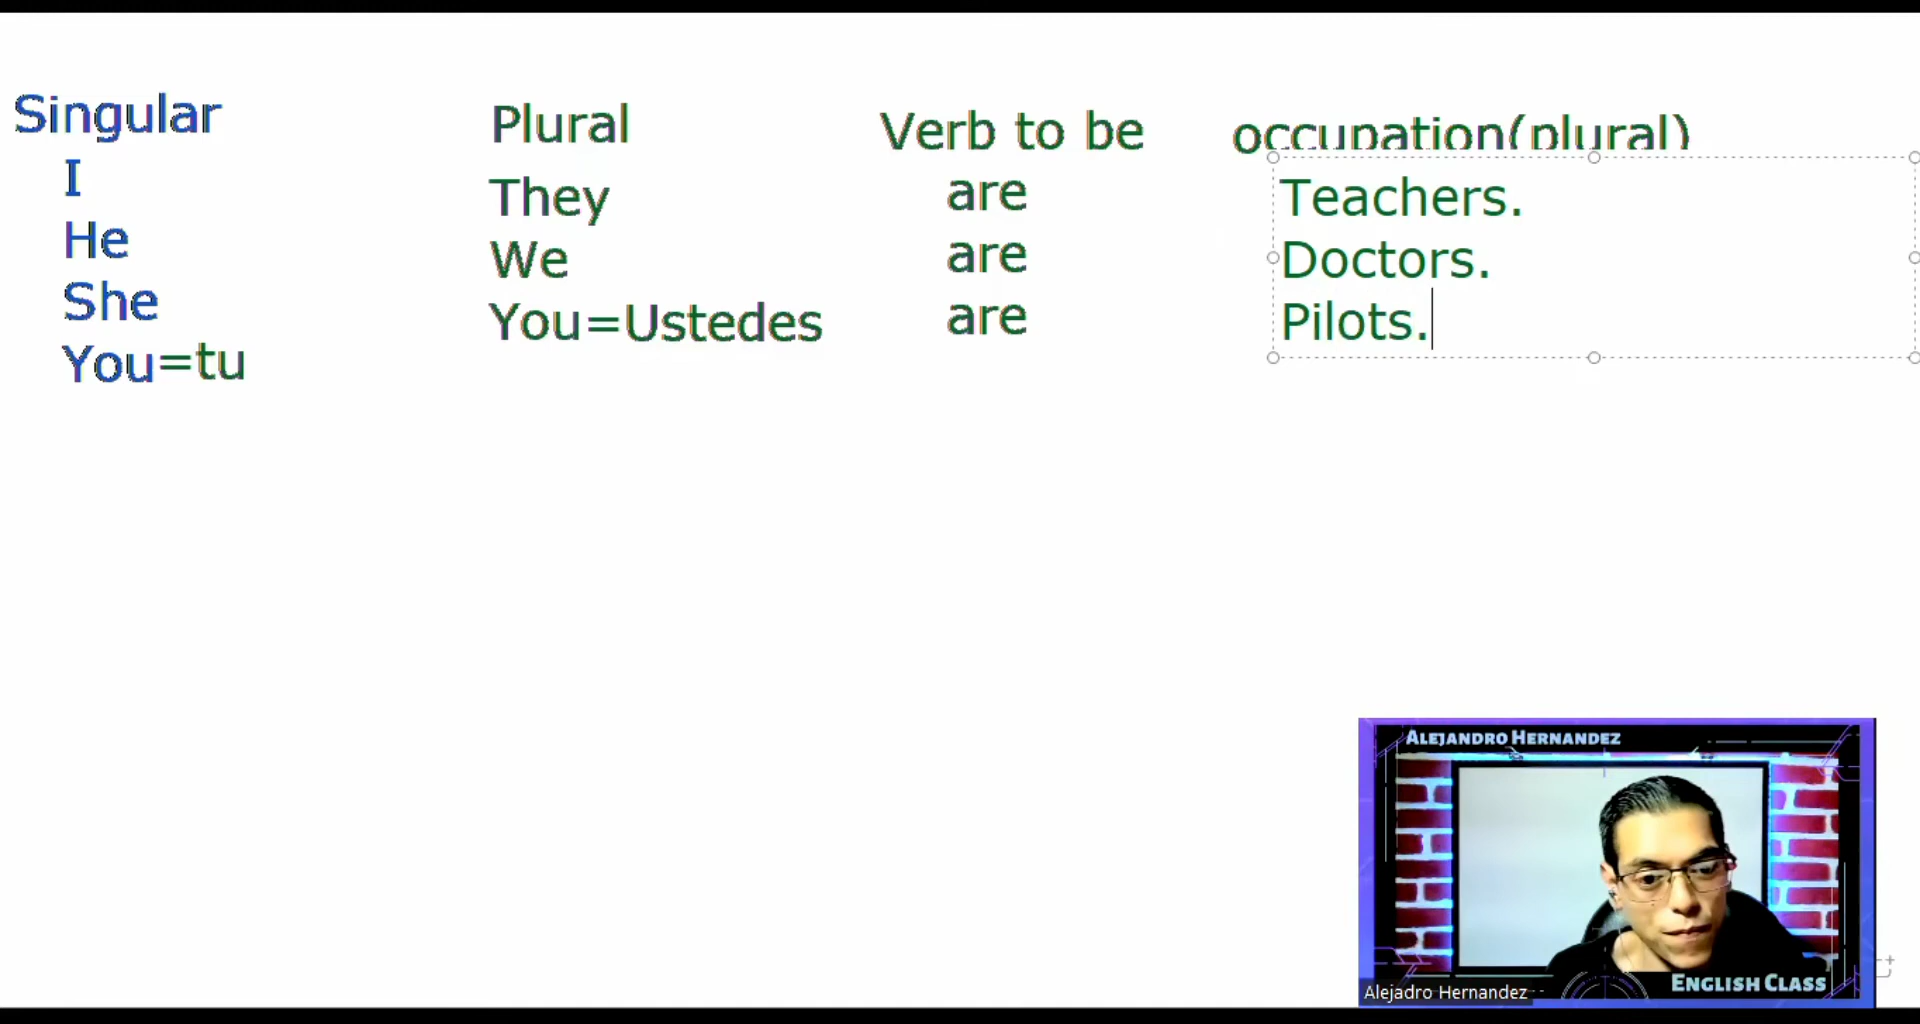 Singular
I
He
She
You=tu
Plural
They
We
You=Ustedes
Verb to be
are
are
are
occupation(plural)
Teachers.
Doctors.
Pilots.
ALEJANDRO HERNANDEZ
ENGLISH CLASS
Alejadro Hernandez